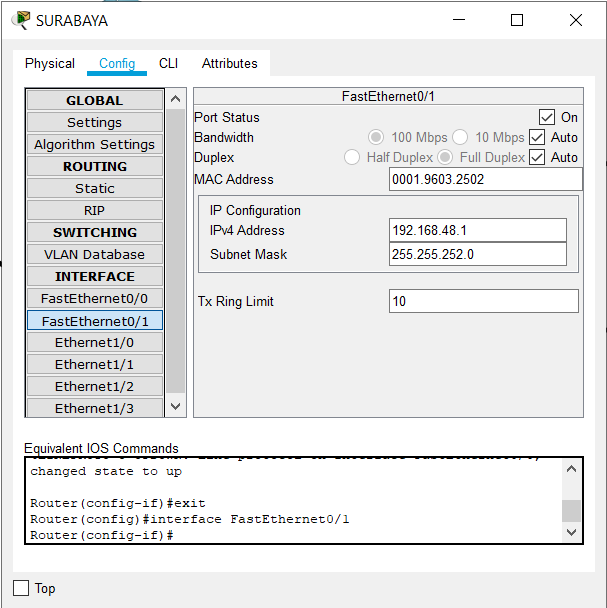 SURABAYA
Physical Config CLI Attributes
GLOBAL
Settings
Algorithm Settings
ROUTING
Static
RIP
SWITCHING
VLAN Database
INTERFACE
FastEthernet0/0
FastEthernet0/1
Ethernet1/0
Ethernet1/1
Ethernet1/2
Ethernet1/3
FastEthernet0/1
Port Status On
Bandwidth 100 Mbps 10 Mbps Auto
Duplex Half Duplex Full Duplex Auto
MAC Address 0001.9603.2502
IP Configuration
IPv4 Address 192.168.48.1
Subnet Mask 255.255.252.0
Tx Ring Limit 10
Equivalent IOS Commands
changed state to up
Router(config-if)#exit
Router(config)#interface FastEthernet0/1
Router(config-if)#
Top